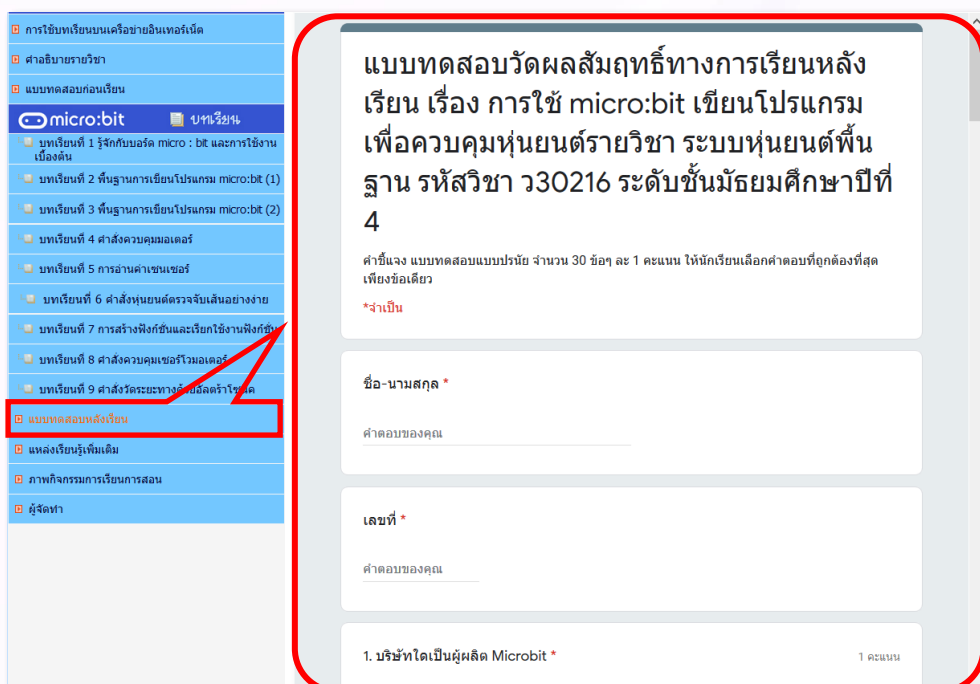 การใช้บทเรียนบนเครือข่ายอินเทอร์เน็ต
คำอธิบายรายวิชา
แบบทดสอบก่อนเรียน
micro:bit บทเรียน
บทเรียนที่ 1 รู้จักกับบอร์ด micro : bit และการใช้งาน
เบื้องต้น
บทเรียนที่ 2 พื้นฐานการเขียนโปรแกรม micro:bit (1)
บทเรียนที่ 3 พื้นฐานการเขียนโปรแกรม micro:bit (2)
บทเรียนที่ 4 คำสั่งควบคุมมอเตอร์
บทเรียนที่ 5 การอ่านค่าเซนเซอร์
บทเรียนที่ 6 คำสั่งหุ่นยนต์ตรวจจับเส้นอย่างง่าย
บทเรียนที่ 7 การสร้างฟังก์ชันและเรียกใช้งานฟังก์ชัน
บทเรียนที่ 8 คำสั่งควบคุมเซอร์โวมอเตอร์
บทเรียนที่ 9 คำสั่งวัดระยะทางด้วยอัลตร้าโซนิค
แบบทดสอบหลังเรียน
แหล่งเรียนรู้เพิ่มเติม
ภาพกิจกรรมการเรียนการสอน
ผู้จัดทำ
แบบทดสอบวัดผลสัมฤทธิ์ทางการเรียนหลัง
เรียน เรื่อง การใช้ micro:bit เขียนโปรแกรม
เพื่อควบคุมหุ่นยนต์รายวิชา ระบบหุ่นยนต์พื้น
ฐาน รหัสวิชา ว30216 ระดับชั้นมัธยมศึกษาปีที่
4
คำชี้แจง แบบทดสอบแบบปรนัย จำนวน 30 ข้อๆ ละ 1 คะแนน ให้นักเรียนเลือกคำตอบที่ถูกต้องที่สุด
เพียงข้อเดียว
*จำเป็น
ชื่อ-นามสกุล *
คำตอบของคุณ
เลขที่ *
คำตอบของคุณ
1. บริษัทใดเป็นผู้ผลิต Microbit * 1 คะแนน